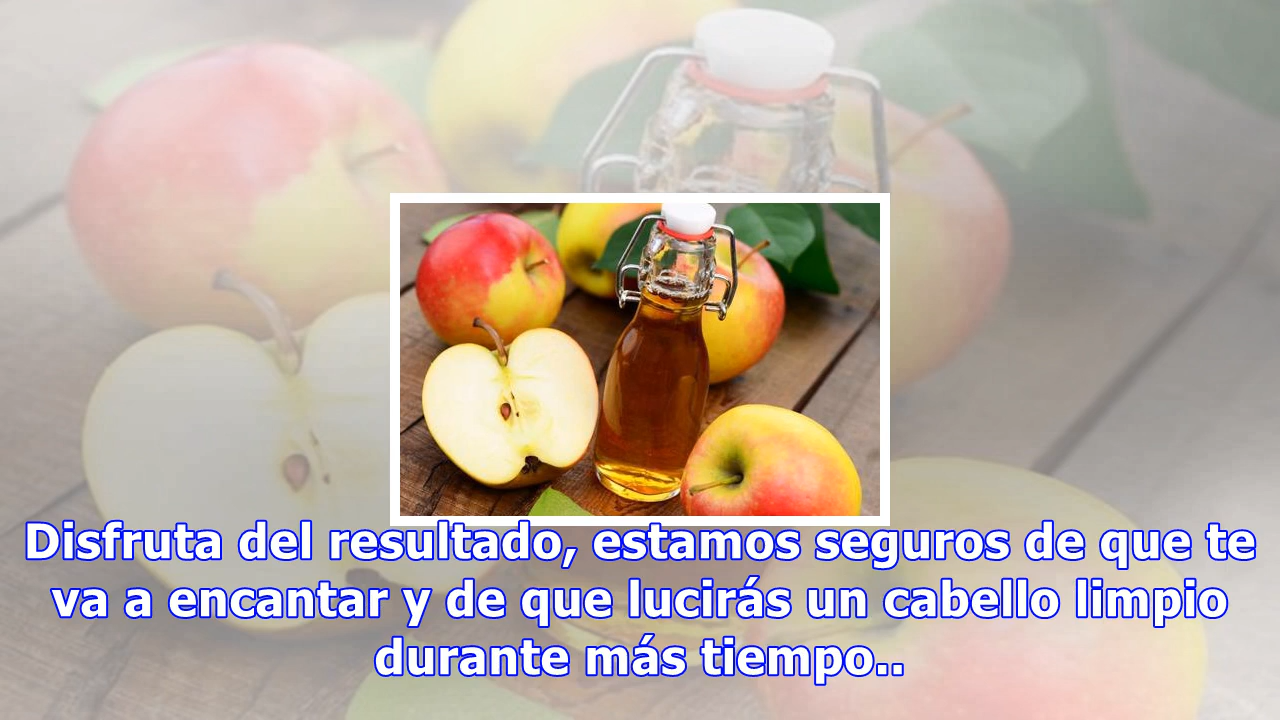 Disfruta del resultado, estamos seguros de que te
va a encantar y de que lucirás un cabello limpio
durante más tiempo..